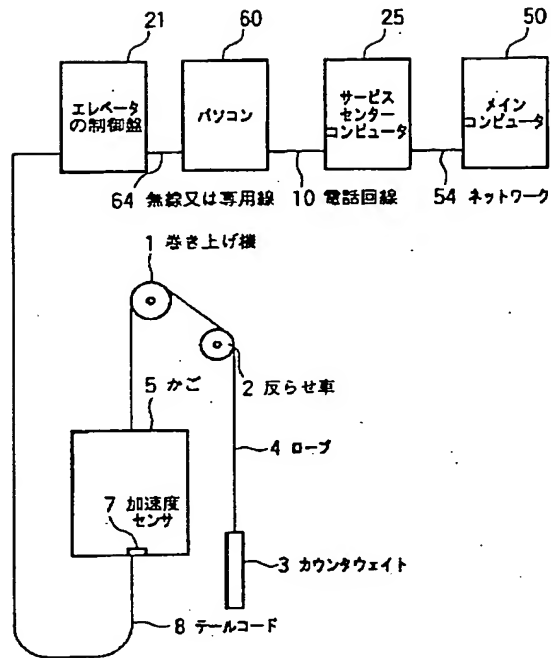 21
60
25
50
エレベータ
の制御盤
パソコン
サービス
センター
コンピュータ
メイン
コンピュータ
64 無線又は専用線
10 電話回線
54 ネットワーク
1 巻き上げ機
2 反らせ車
5 かご
4 ロープ
7 加速度
センサ
3 カウンタウェイト
8 テールコード